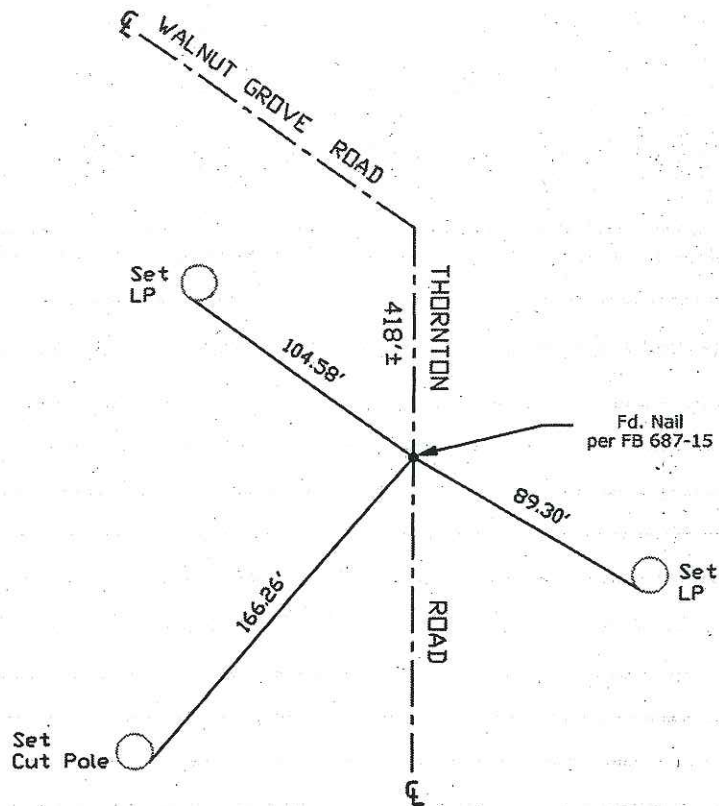 ℄ WALNUT GROVE ROAD
THORNTON
418'±
Set
LP
104.58'
Fd. Nail
per FB 687-15
89.30'
Set
LP
166.26'
ROAD
Set
Cut Pole
℄